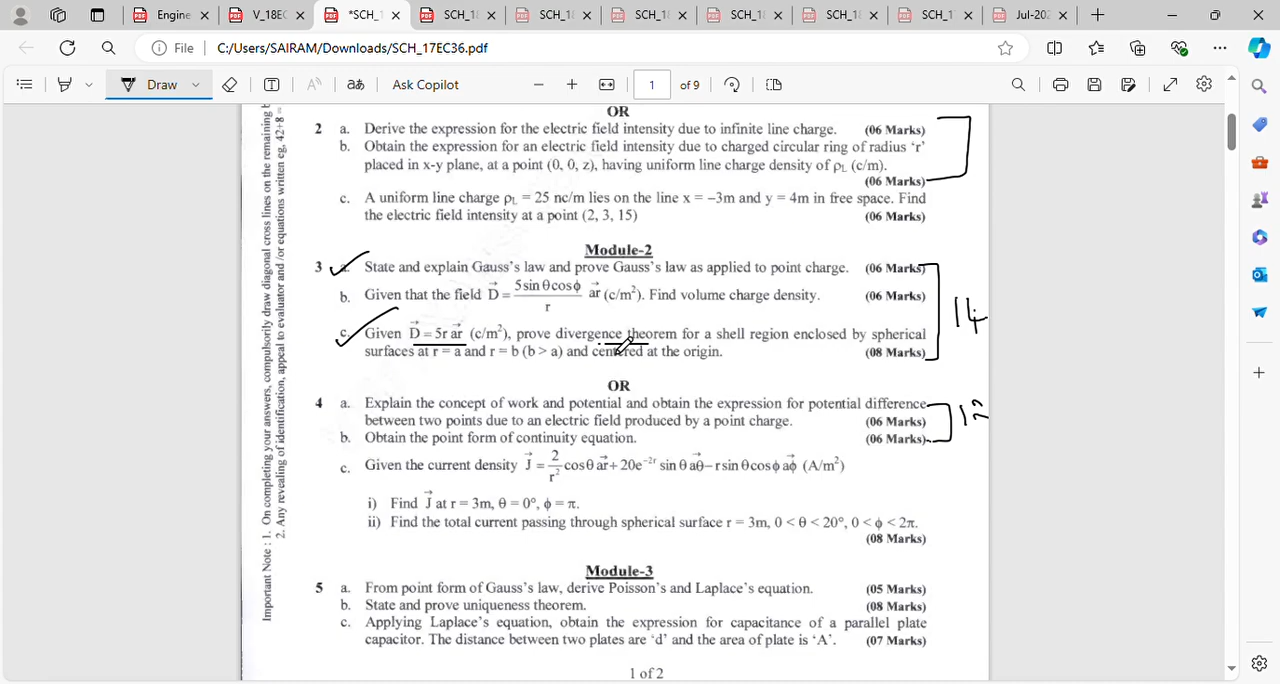 Engine
V_18EC
*SCH_1
SCH_18
SCH_18
SCH_18
SCH_18
SCH_18
SCH_1
Jul-202
File C:/Users/SAIRAM/Downloads/SCH_17EC36.pdf
Draw Ask Copilot 1 of 9
Important Note : 1. On completing your answers, compulsorily draw diagonal cross lines on the remaining b
2. Any revealing of identification, appeal to evaluator and /or equations written eg, 42+8 =
OR
2 a. Derive the expression for the electric field intensity due to infinite line charge. (06 Marks)
b. Obtain the expression for an electric field intensity due to charged circular ring of radius ‘r’
placed in x-y plane, at a point (0, 0, z), having uniform line charge density of ρL (c/m).
(06 Marks)
c. A uniform line charge ρL = 25 nc/m lies on the line x = –3m and y = 4m in free space. Find
the electric field intensity at a point (2, 3, 15) (06 Marks)
Module-2
3 a. State and explain Gauss's law and prove Gauss's law as applied to point charge. (06 Marks)
b. Given that the field D⃗ = 5 sin θ cos ϕ / r a⃗r (c/m²). Find volume charge density. (06 Marks)
14
c. Given D⃗ = 5r a⃗r (c/m²), prove divergence theorem for a shell region enclosed by spherical
surfaces at r = a and r = b (b > a) and centred at the origin. (08 Marks)
OR
4 a. Explain the concept of work and potential and obtain the expression for potential difference
between two points due to an electric field produced by a point charge. (06 Marks)
12
b. Obtain the point form of continuity equation. (06 Marks)
c. Given the current density J⃗ = 2/r² cos θ a⃗r + 20e⁻²ʳ sin θ a⃗θ – r sin θ cos ϕ a⃗ϕ (A/m²)
i) Find J⃗ at r = 3m, θ = 0°, ϕ = π.
ii) Find the total current passing through spherical surface r = 3m, 0 < θ < 20°, 0 < ϕ < 2π.
(08 Marks)
Module-3
5 a. From point form of Gauss's law, derive Poisson's and Laplace's equation. (05 Marks)
b. State and prove uniqueness theorem. (08 Marks)
c. Applying Laplace's equation, obtain the expression for capacitance of a parallel plate
capacitor. The distance between two plates are ‘d’ and the area of plate is ‘A’. (07 Marks)
1 of 2